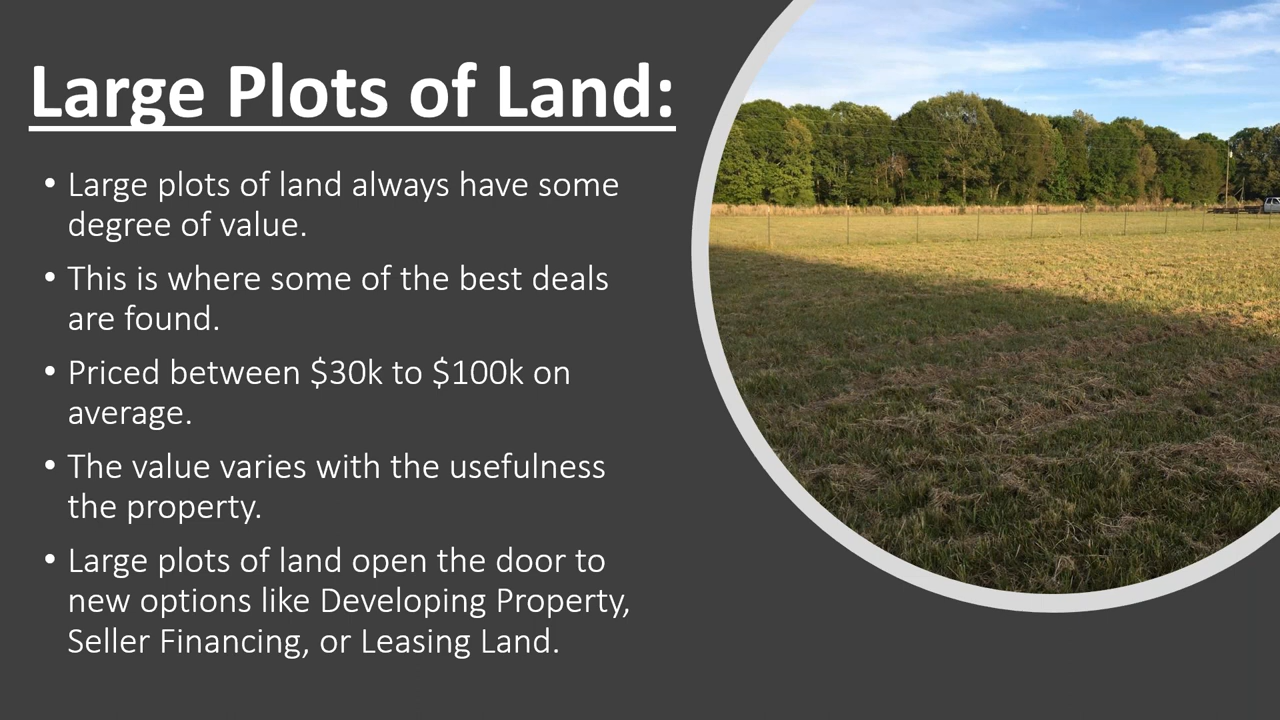 Large Plots of Land:
• Large plots of land always have some
degree of value.
• This is where some of the best deals
are found.
• Priced between $30k to $100k on
average.
• The value varies with the usefulness
the property.
• Large plots of land open the door to
new options like Developing Property,
Seller Financing, or Leasing Land.